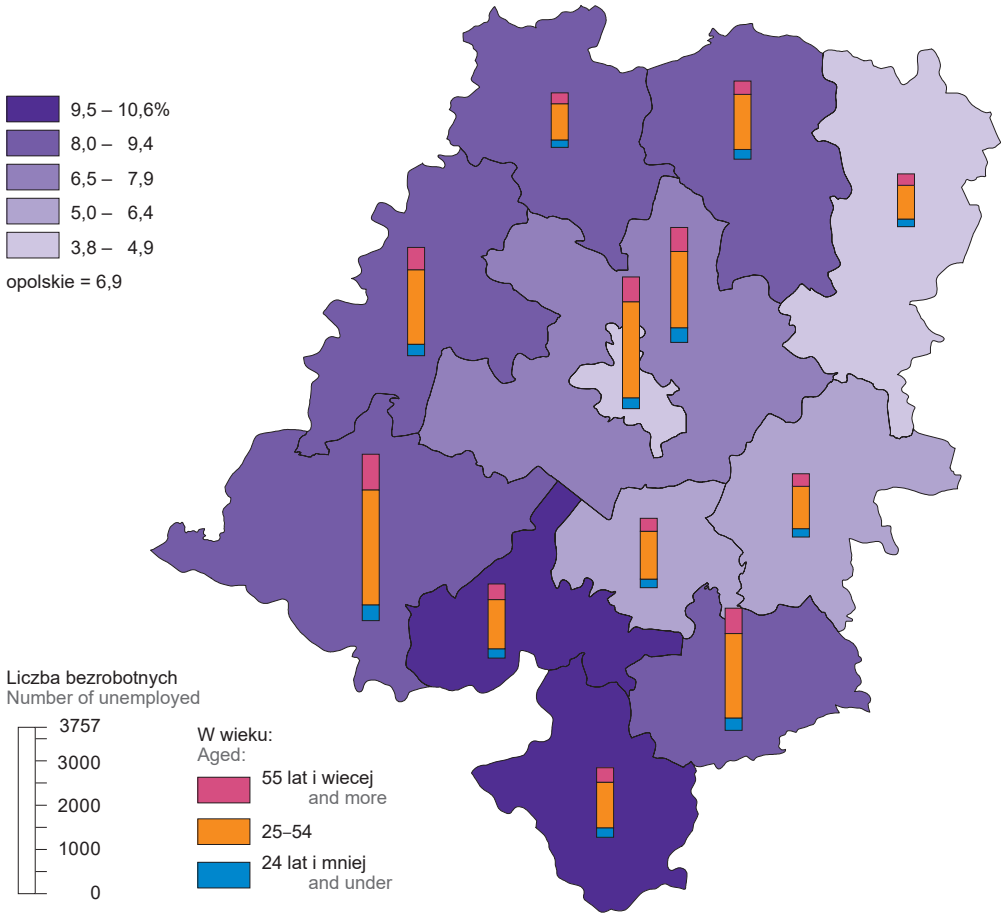 9,5 – 10,6%
8,0 – 9,4
6,5 – 7,9
5,0 – 6,4
3,8 – 4,9
opolskie = 6,9
Liczba bezrobotnych
Number of unemployed
3757
3000
2000
1000
0
W wieku:
Aged:
55 lat i wiecej
and more
25–54
24 lat i mniej
and under